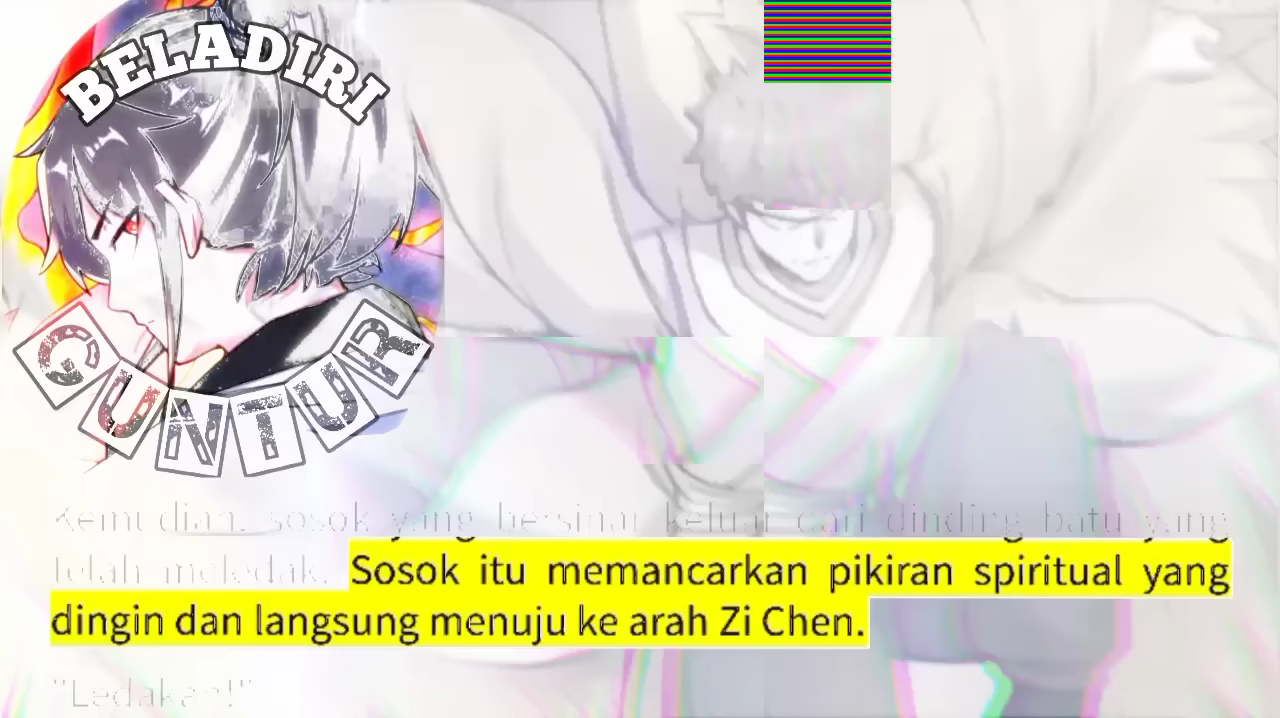 BELADIRI
GUNTUR
Kemudian, sosok yang bersinar keluar dari dinding batu yang
telah meledak. Sosok itu memancarkan pikiran spiritual yang
dingin dan langsung menuju ke arah Zi Chen.
"Ledakan!"